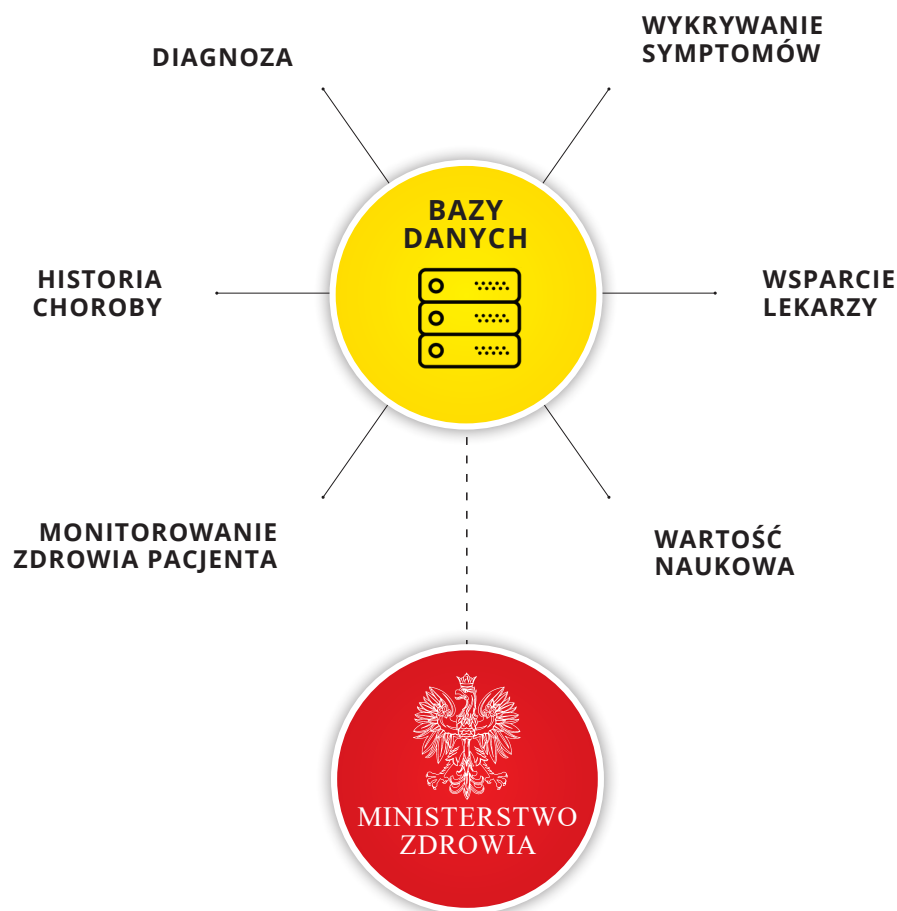 DIAGNOZA
WYKRYWANIE
SYMPTOMÓW
BAZY
DANYCH
HISTORIA
CHOROBY
WSPARCIE
LEKARZY
MONITOROWANIE
ZDROWIA PACJENTA
WARTOŚĆ
NAUKOWA
MINISTERSTWO
ZDROWIA